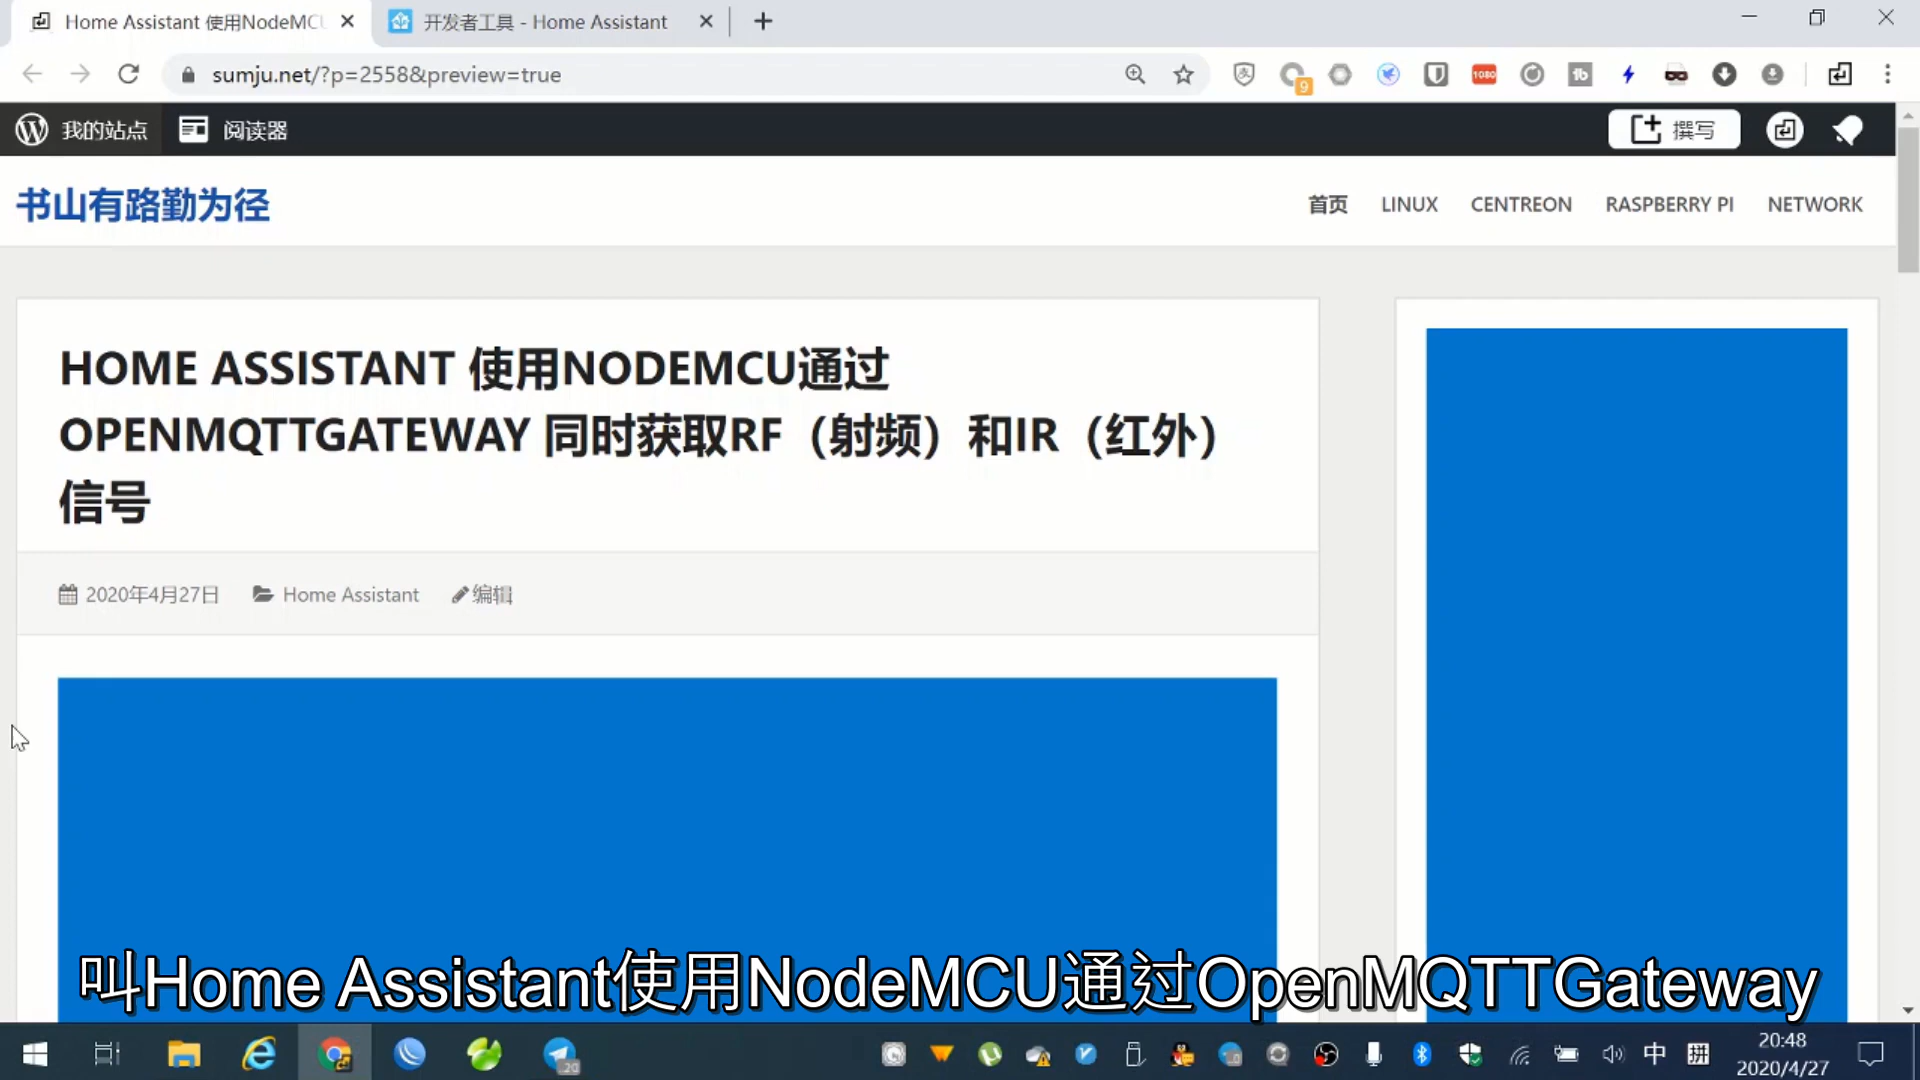 Home Assistant 使用NodeMCU
开发者工具 - Home Assistant
sumju.net/?p=2558&preview=true
9
1080
我的站点
阅读器
撰写
书山有路勤为径
首页 LINUX CENTREON RASPBERRY PI NETWORK
HOME ASSISTANT 使用NODEMCU通过
OPENMQTTGATEWAY 同时获取RF（射频）和IR（红外）
信号
2020年4月27日 Home Assistant 编辑
叫Home Assistant使用NodeMCU通过OpenMQTTGateway
20
中
拼
20:48
2020/4/27